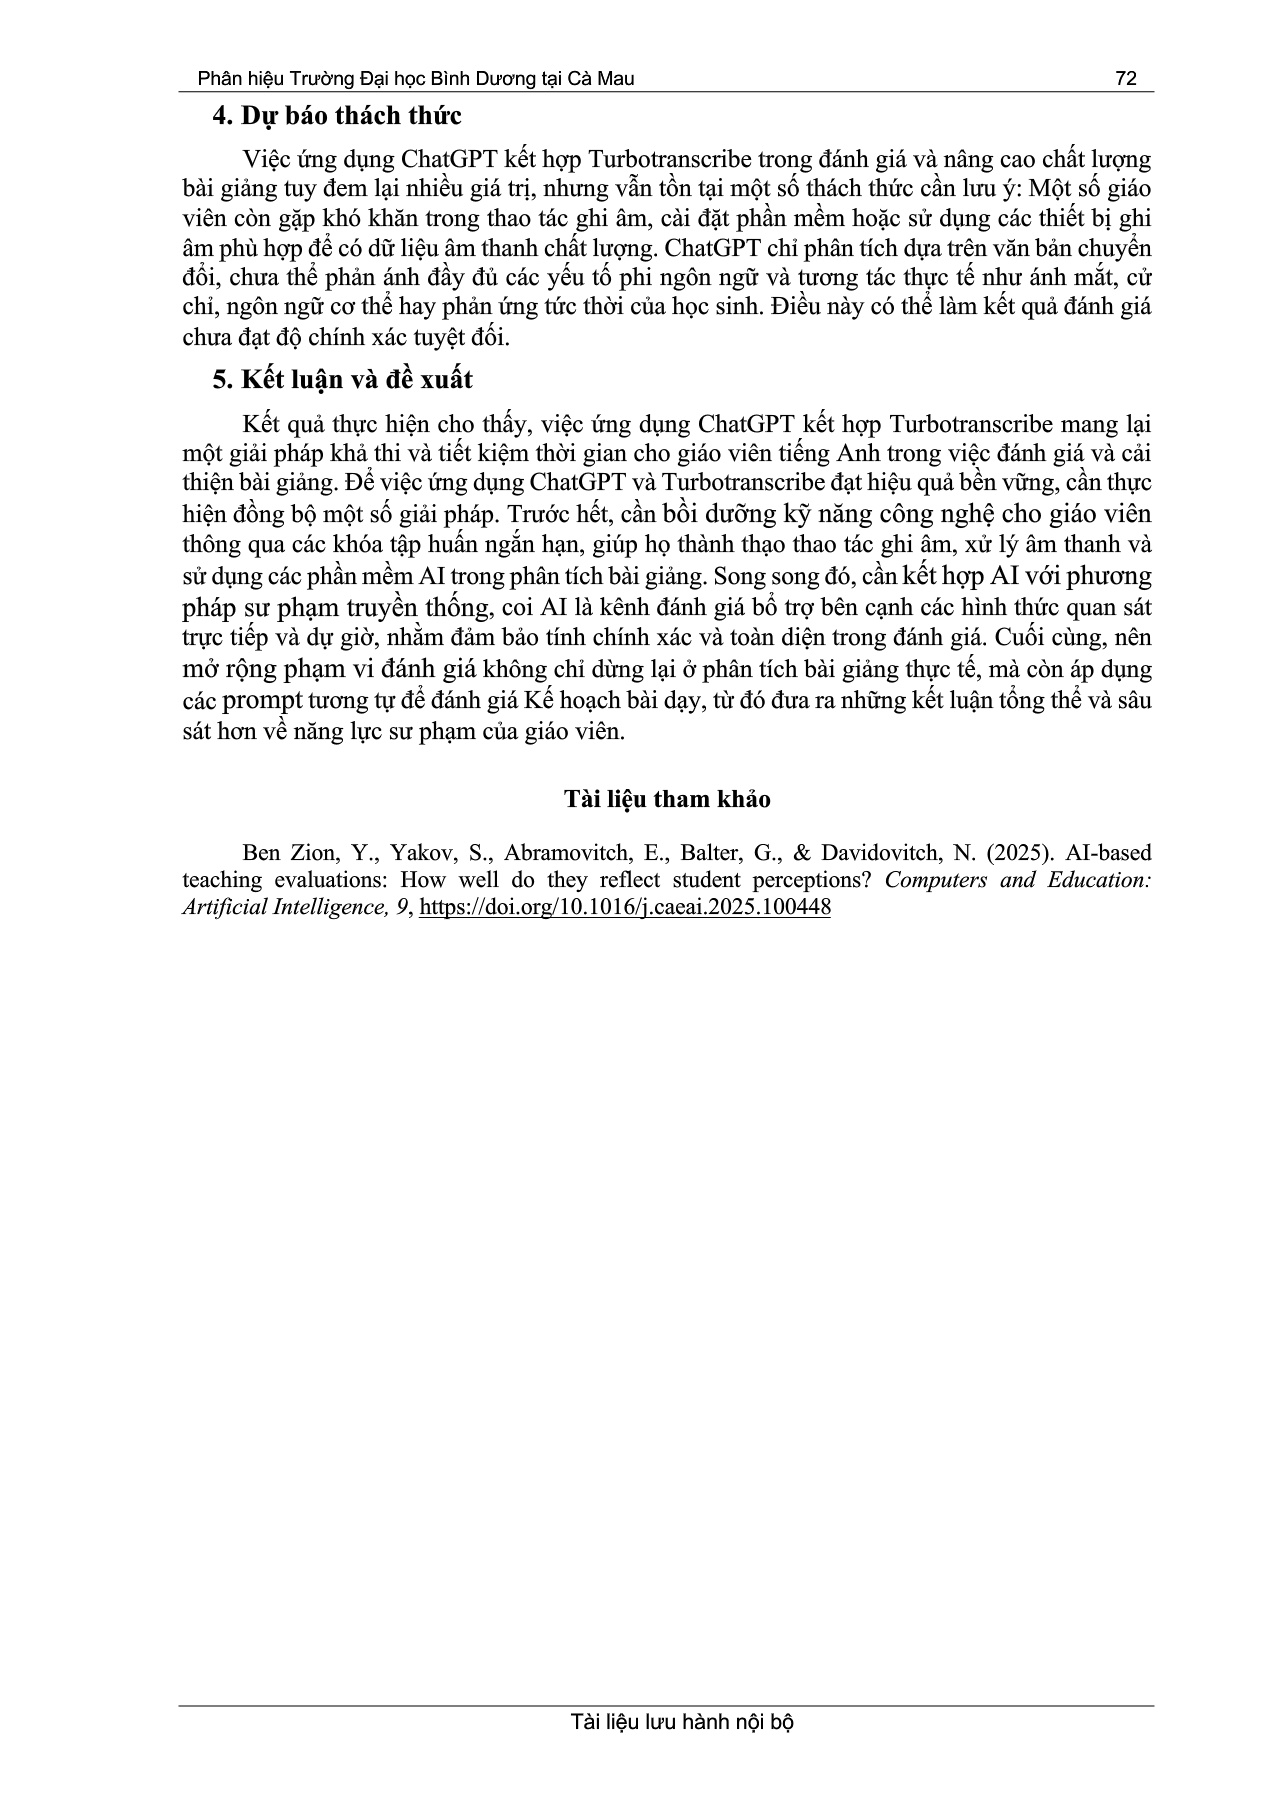 Phân hiệu Trường Đại học Bình Dương tại Cà Mau 72
4. Dự báo thách thức
Việc ứng dụng ChatGPT kết hợp Turbotranscribe trong đánh giá và nâng cao chất lượng
bài giảng tuy đem lại nhiều giá trị, nhưng vẫn tồn tại một số thách thức cần lưu ý: Một số giáo
viên còn gặp khó khăn trong thao tác ghi âm, cài đặt phần mềm hoặc sử dụng các thiết bị ghi
âm phù hợp để có dữ liệu âm thanh chất lượng. ChatGPT chỉ phân tích dựa trên văn bản chuyển
đổi, chưa thể phản ánh đầy đủ các yếu tố phi ngôn ngữ và tương tác thực tế như ánh mắt, cử
chỉ, ngôn ngữ cơ thể hay phản ứng tức thời của học sinh. Điều này có thể làm kết quả đánh giá
chưa đạt độ chính xác tuyệt đối.
5. Kết luận và đề xuất
Kết quả thực hiện cho thấy, việc ứng dụng ChatGPT kết hợp Turbotranscribe mang lại
một giải pháp khả thi và tiết kiệm thời gian cho giáo viên tiếng Anh trong việc đánh giá và cải
thiện bài giảng. Để việc ứng dụng ChatGPT và Turbotranscribe đạt hiệu quả bền vững, cần thực
hiện đồng bộ một số giải pháp. Trước hết, cần bồi dưỡng kỹ năng công nghệ cho giáo viên
thông qua các khóa tập huấn ngắn hạn, giúp họ thành thạo thao tác ghi âm, xử lý âm thanh và
sử dụng các phần mềm AI trong phân tích bài giảng. Song song đó, cần kết hợp AI với phương
pháp sư phạm truyền thống, coi AI là kênh đánh giá bổ trợ bên cạnh các hình thức quan sát
trực tiếp và dự giờ, nhằm đảm bảo tính chính xác và toàn diện trong đánh giá. Cuối cùng, nên
mở rộng phạm vi đánh giá không chỉ dừng lại ở phân tích bài giảng thực tế, mà còn áp dụng
các prompt tương tự để đánh giá Kế hoạch bài dạy, từ đó đưa ra những kết luận tổng thể và sâu
sát hơn về năng lực sư phạm của giáo viên.
Tài liệu tham khảo
Ben Zion, Y., Yakov, S., Abramovitch, E., Balter, G., & Davidovitch, N. (2025). AI-based
teaching evaluations: How well do they reflect student perceptions? Computers and Education:
Artificial Intelligence, 9, https://doi.org/10.1016/j.caeai.2025.100448
Tài liệu lưu hành nội bộ